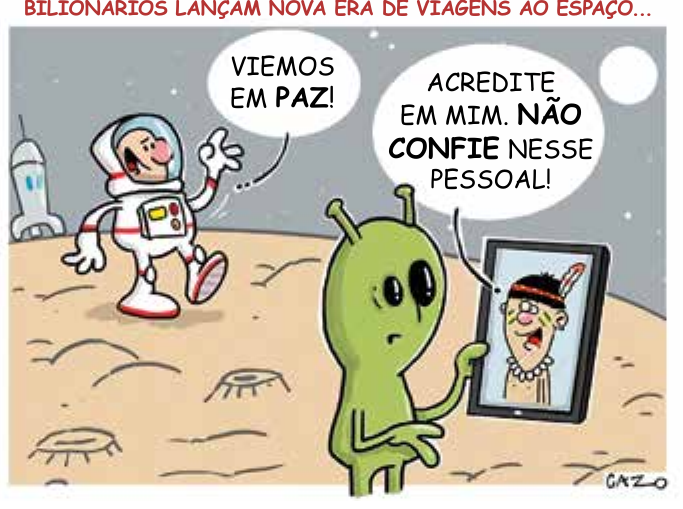 BILIONÁRIOS LANÇAM NOVA ERA DE VIAGENS AO ESPAÇO...
VIEMOS
EM PAZ!
ACREDITE
EM MIM. NÃO
CONFIE NESSE
PESSOAL!
CAZO